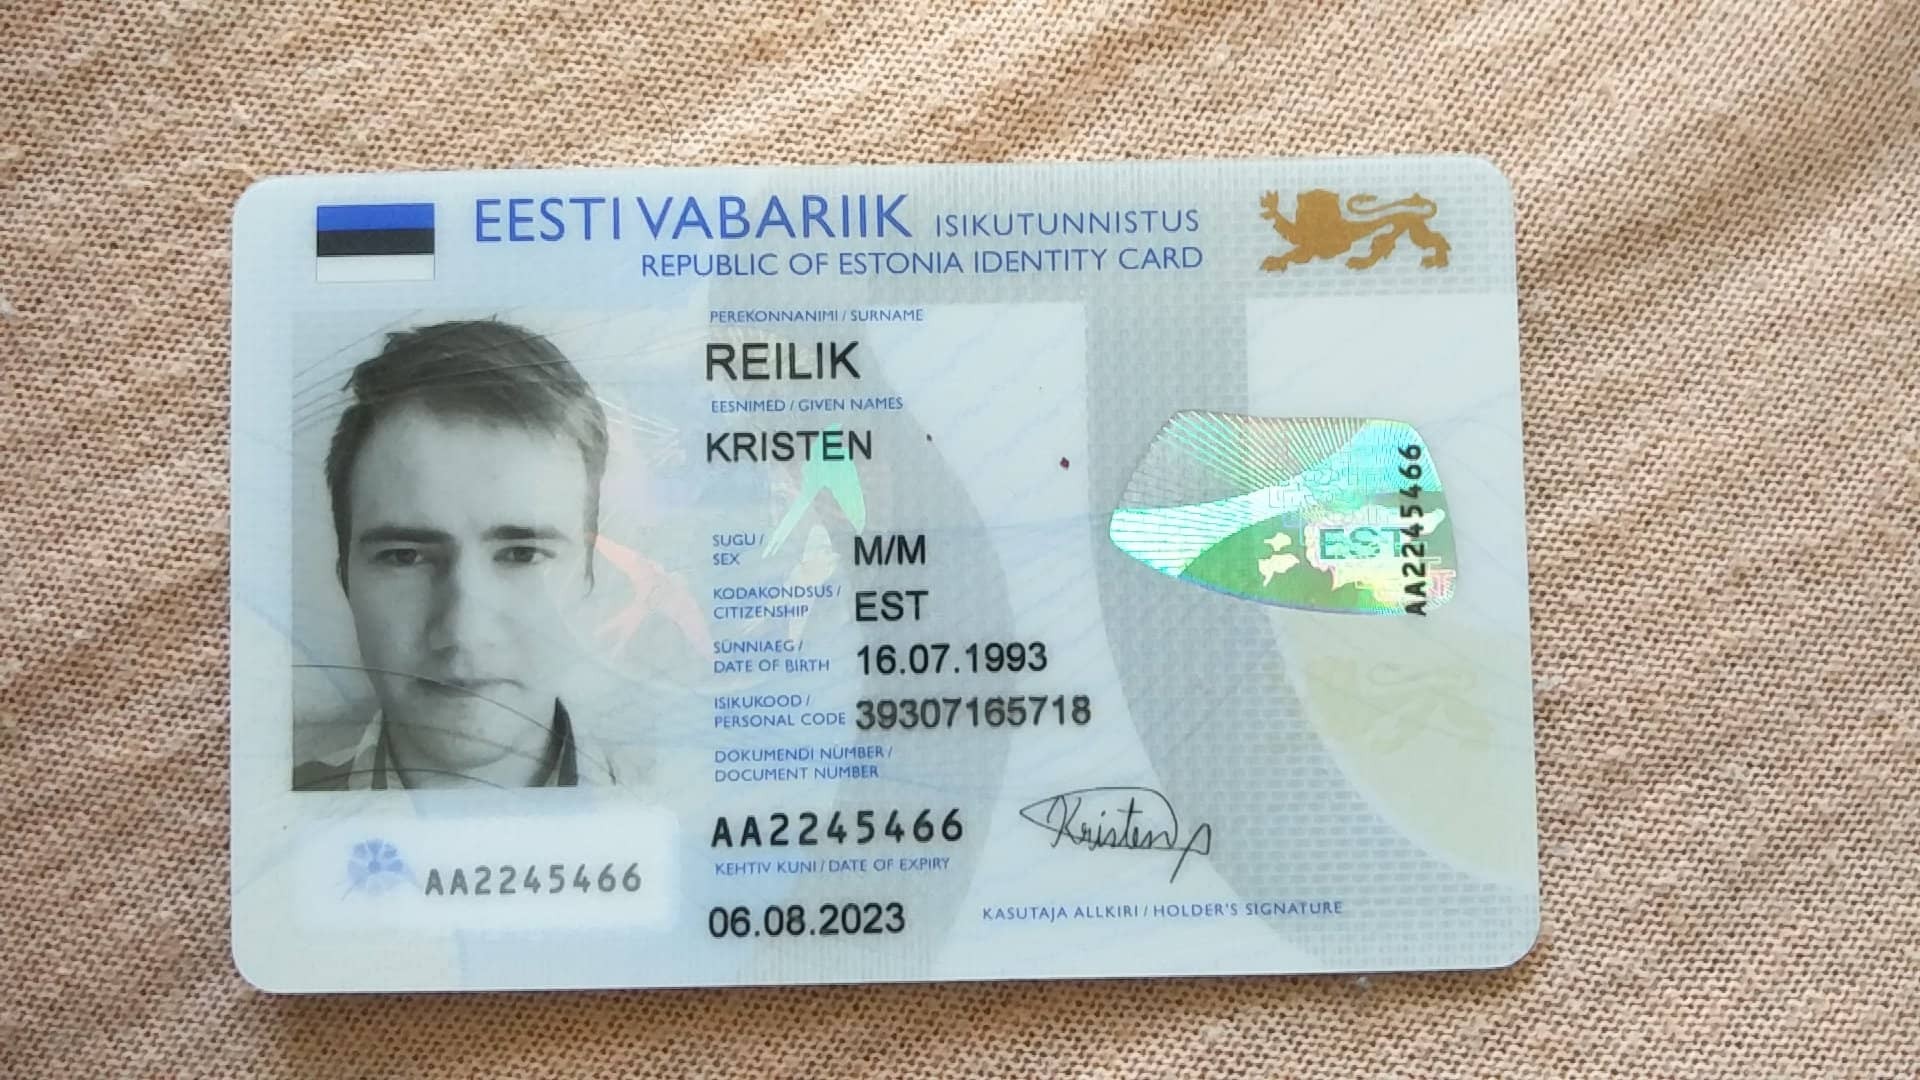 EESTI VABARIIK ISIKUTUNNISTUS
REPUBLIC OF ESTONIA IDENTITY CARD
PEREKONNANIMI / SURNAME
REILIK
EESNIMED / GIVEN NAMES
KRISTEN
SUGU / SEX M/M
KODAKONDSUS / CITIZENSHIP EST
SÜNNIAEG / DATE OF BIRTH 16.07.1993
ISIKUKOOD / PERSONAL CODE 39307165718
DOKUMENDI NUMBER /
DOCUMENT NUMBER
AA2245466
KEHTIV KUNI / DATE OF EXPIRY
06.08.2023
AA2245466
Kristen
KASUTAJA ALLKIRI / HOLDER'S SIGNATURE
EST
AA2245466